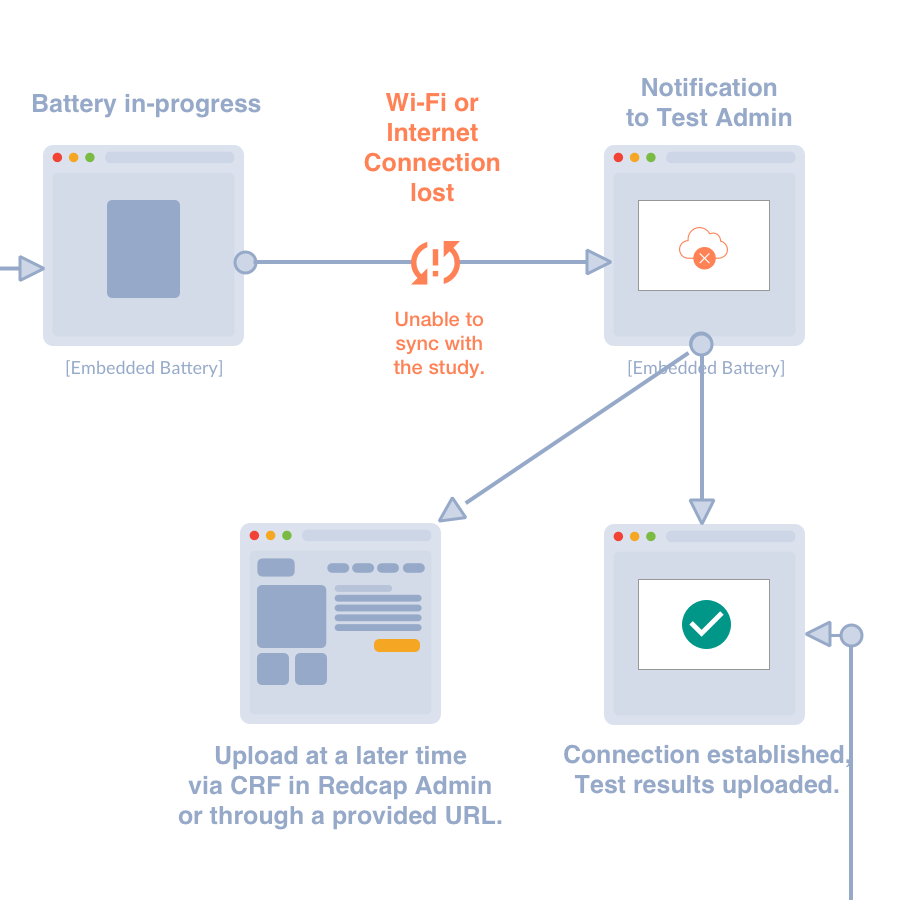 Battery in-progress
Wi-Fi or
Internet
Connection
lost
Notification
to Test Admin
Unable to
sync with
the study.
[Embedded Battery]
[Embedded Battery]
Upload at a later time
via CRF in Redcap Admin
or through a provided URL.
Connection established,
Test results uploaded.